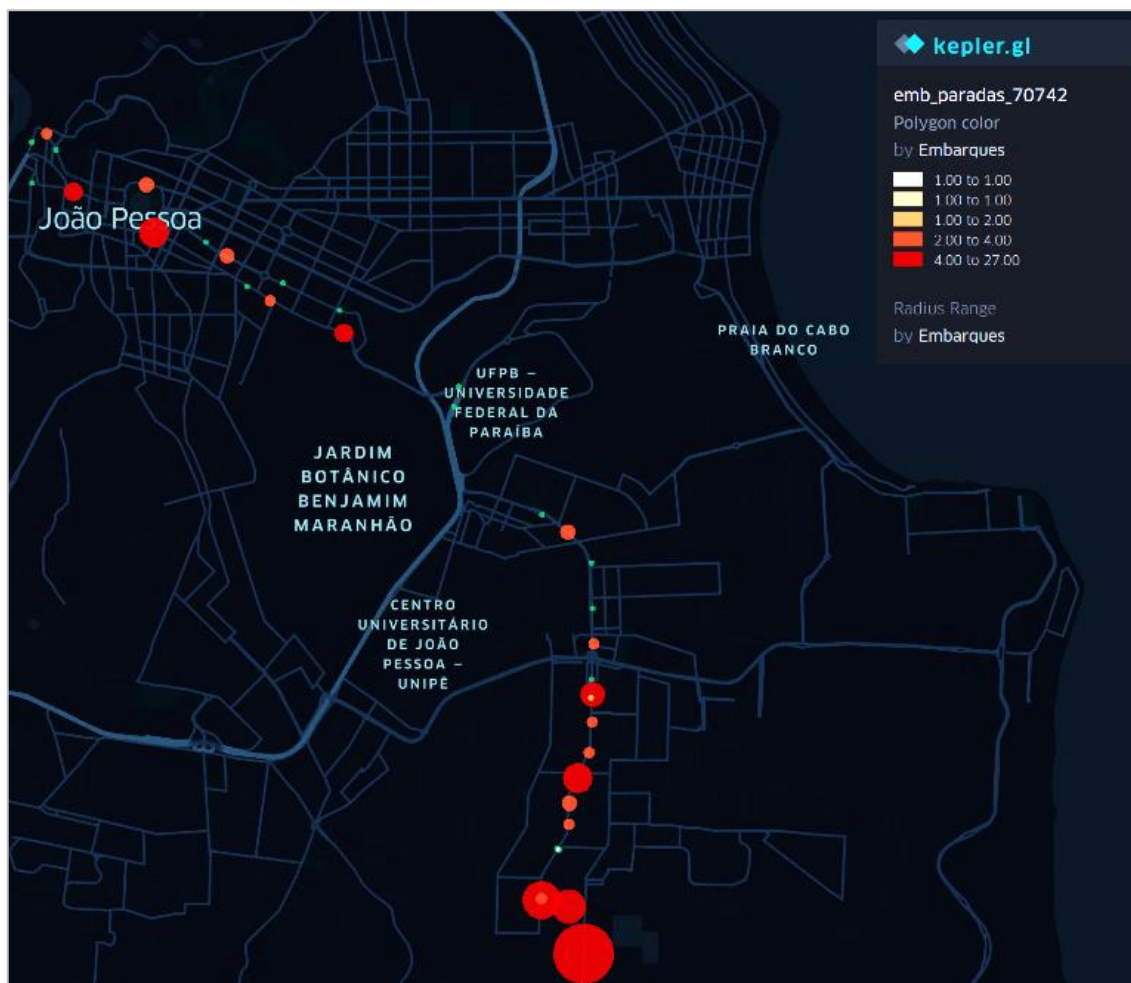 kepler.gl
emb_paradas_70742
Polygon color
by Embarques
1.00 to 1.00
1.00 to 1.00
1.00 to 2.00
2.00 to 4.00
4.00 to 27.00
Radius Range
by Embarques
João Pessoa
PRAIA DO CABO
BRANCO
UFPB –
UNIVERSIDADE
FEDERAL DA
PARAÍBA
JARDIM
BOTÂNICO
BENJAMIM
MARANHÃO
CENTRO
UNIVERSITÁRIO
DE JOÃO
PESSOA –
UNIPÊ